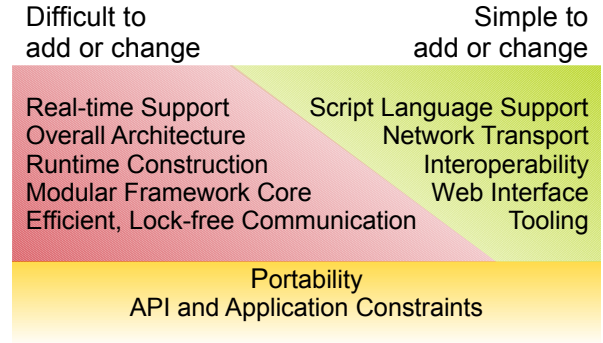 Difficult to
add or change
Simple to
add or change
Real-time Support
Overall Architecture
Runtime Construction
Modular Framework Core
Efficient, Lock-free Communication
Script Language Support
Network Transport
Interoperability
Web Interface
Tooling
Portability
API and Application Constraints